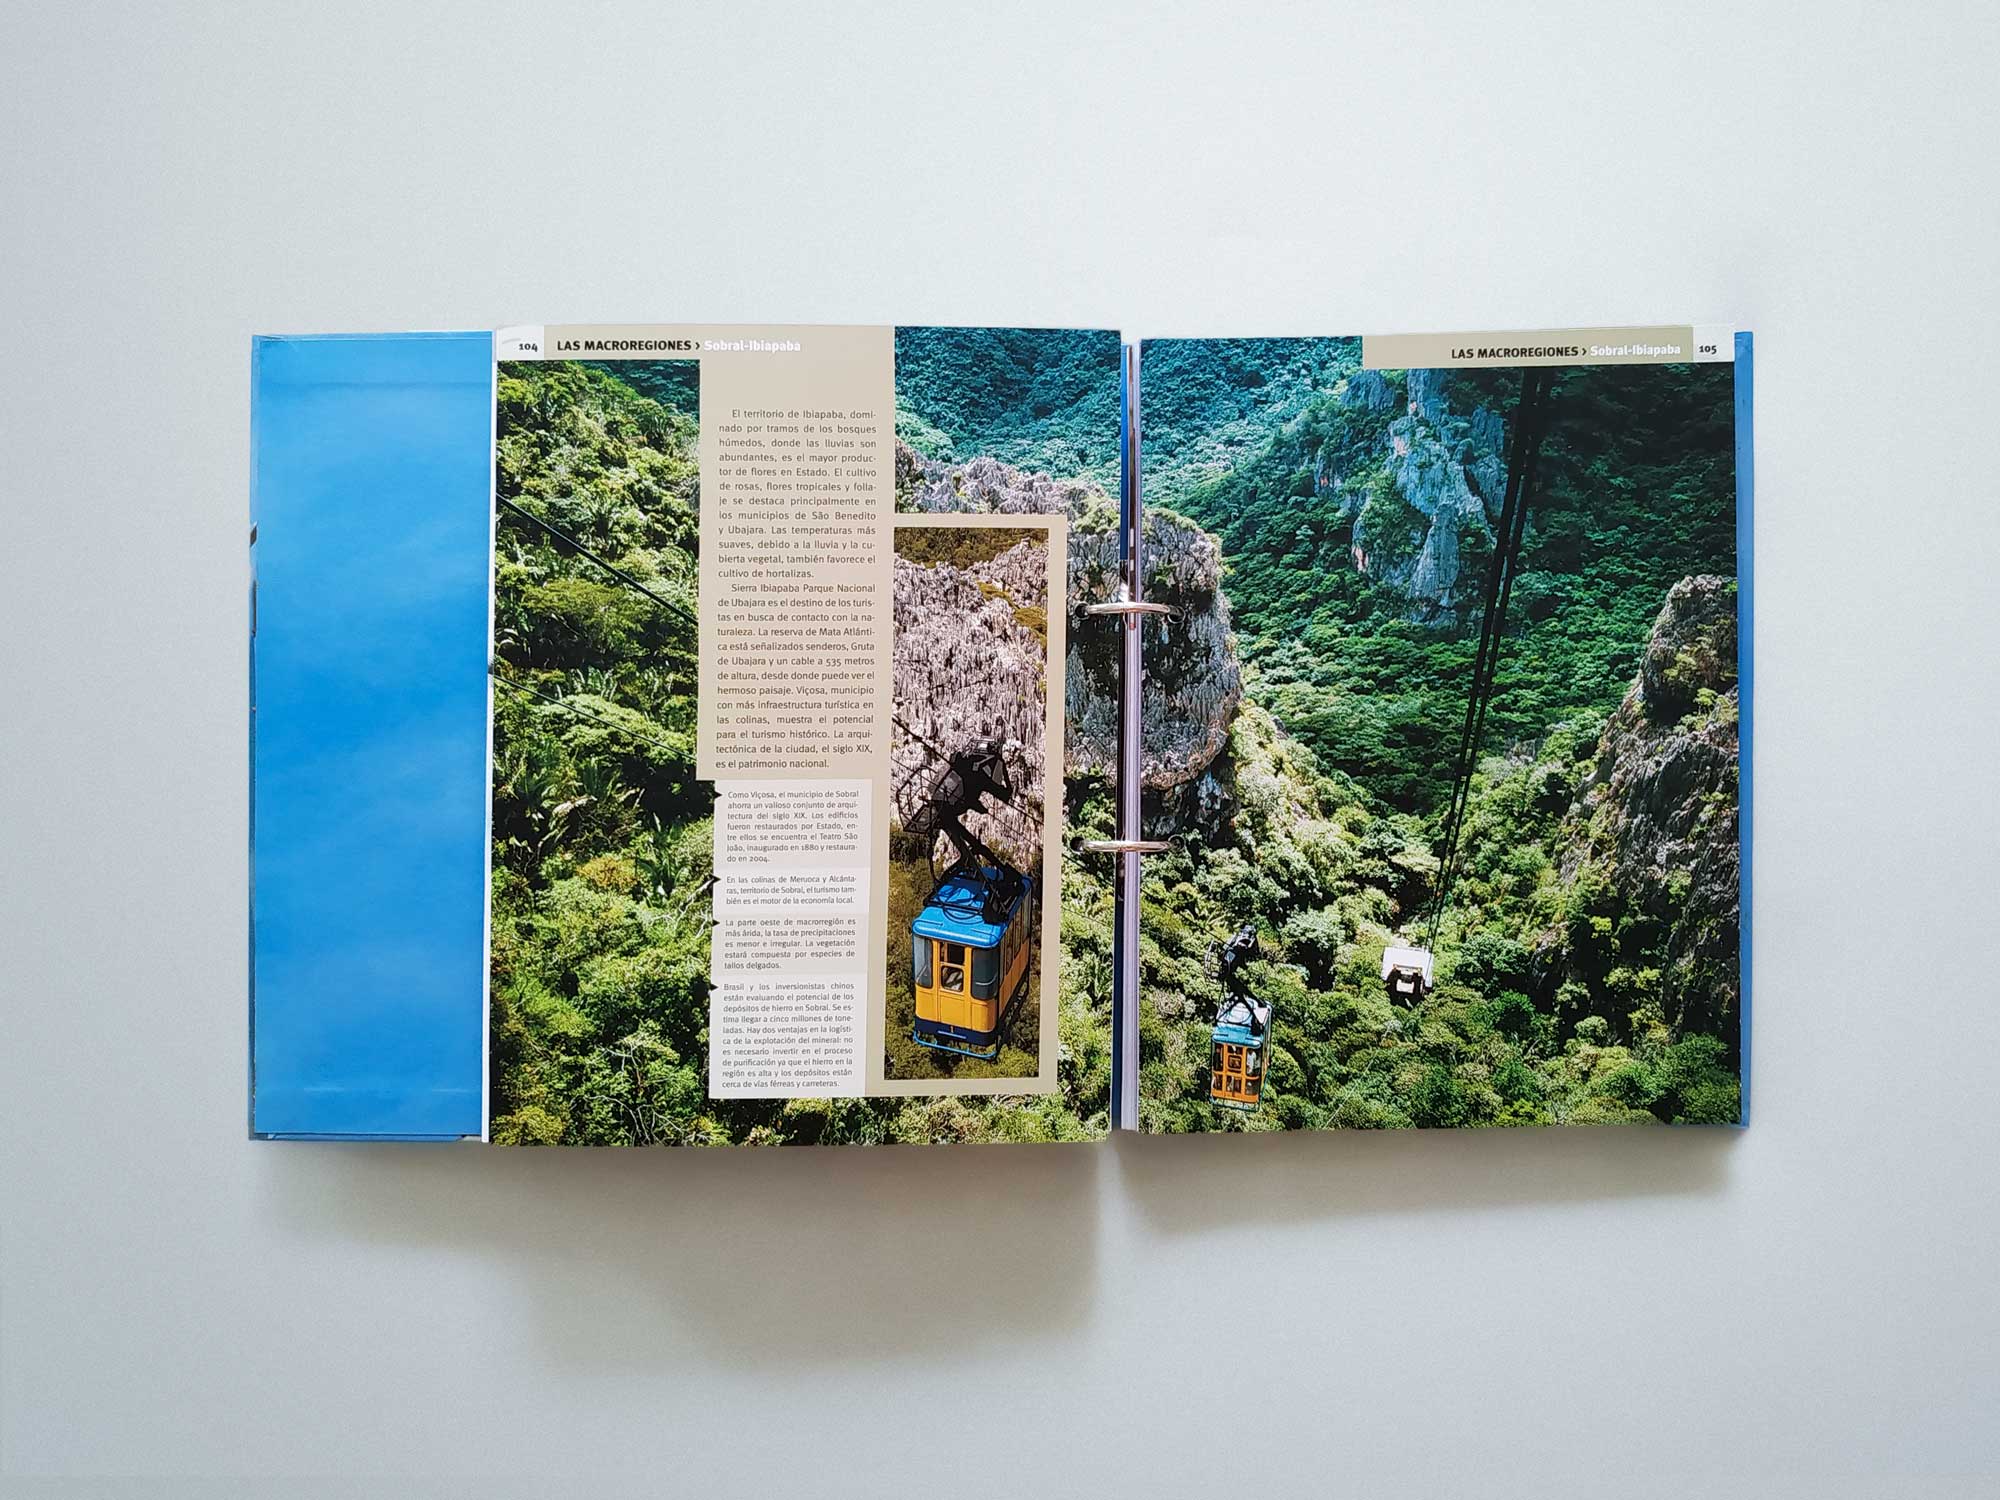 104 LAS MACROREGIONES > Sobral-Ibiapaba
El territorio de Ibiapaba, domi-
nado por tramos de los bosques
húmedos, donde las lluvias son
abundantes, es el mayor produc-
tor de flores en Estado. El cultivo
de rosas, flores tropicales y folla-
je se destaca principalmente en
los municipios de São Benedito
y Ubajara. Las temperaturas más
suaves, debido a la lluvia y la cu-
bierta vegetal, también favorece el
cultivo de hortalizas.
Sierra Ibiapaba Parque Nacional
de Ubajara es el destino de los turis-
tas en busca de contacto con la na-
turaleza. La reserva de Mata Atlánti-
ca está señalizados senderos, Gruta
de Ubajara y un cable a 535 metros
de altura, desde donde puede ver el
hermoso paisaje. Viçosa, municipio
con más infraestructura turística en
las colinas, muestra el potencial
para el turismo histórico. La arqui-
tectónica de la ciudad, el siglo XIX,
es el patrimonio nacional.
Como Viçosa, el municipio de Sobral
ahorra un valioso conjunto de arqui-
tectura del siglo XIX. Los edificios
fueron restaurados por Estado, en-
tre ellos se encuentra el Teatro São
João, inaugurado en 1880 y restaura-
do en 2004.
En las colinas de Meruoca y Alcánta-
ras, territorio de Sobral, el turismo tam-
bién es el motor de la economía local.
La parte oeste de macrorregión es
más árida, la tasa de precipitaciones
es menor e irregular. La vegetación
estará compuesta por especies de
tallos delgados.
Brasil y los inversionistas chinos
están evaluando el potencial de los
depósitos de hierro en Sobral. Se es-
tima llegar a cinco millones de tone-
ladas. Hay dos ventajas en la logísti-
ca de la explotación del mineral: no
es necesario invertir en el proceso
de purificación ya que el hierro en la
región es alta y los depósitos están
cerca de vías férreas y carreteras.
LAS MACROREGIONES > Sobral-Ibiapaba 105